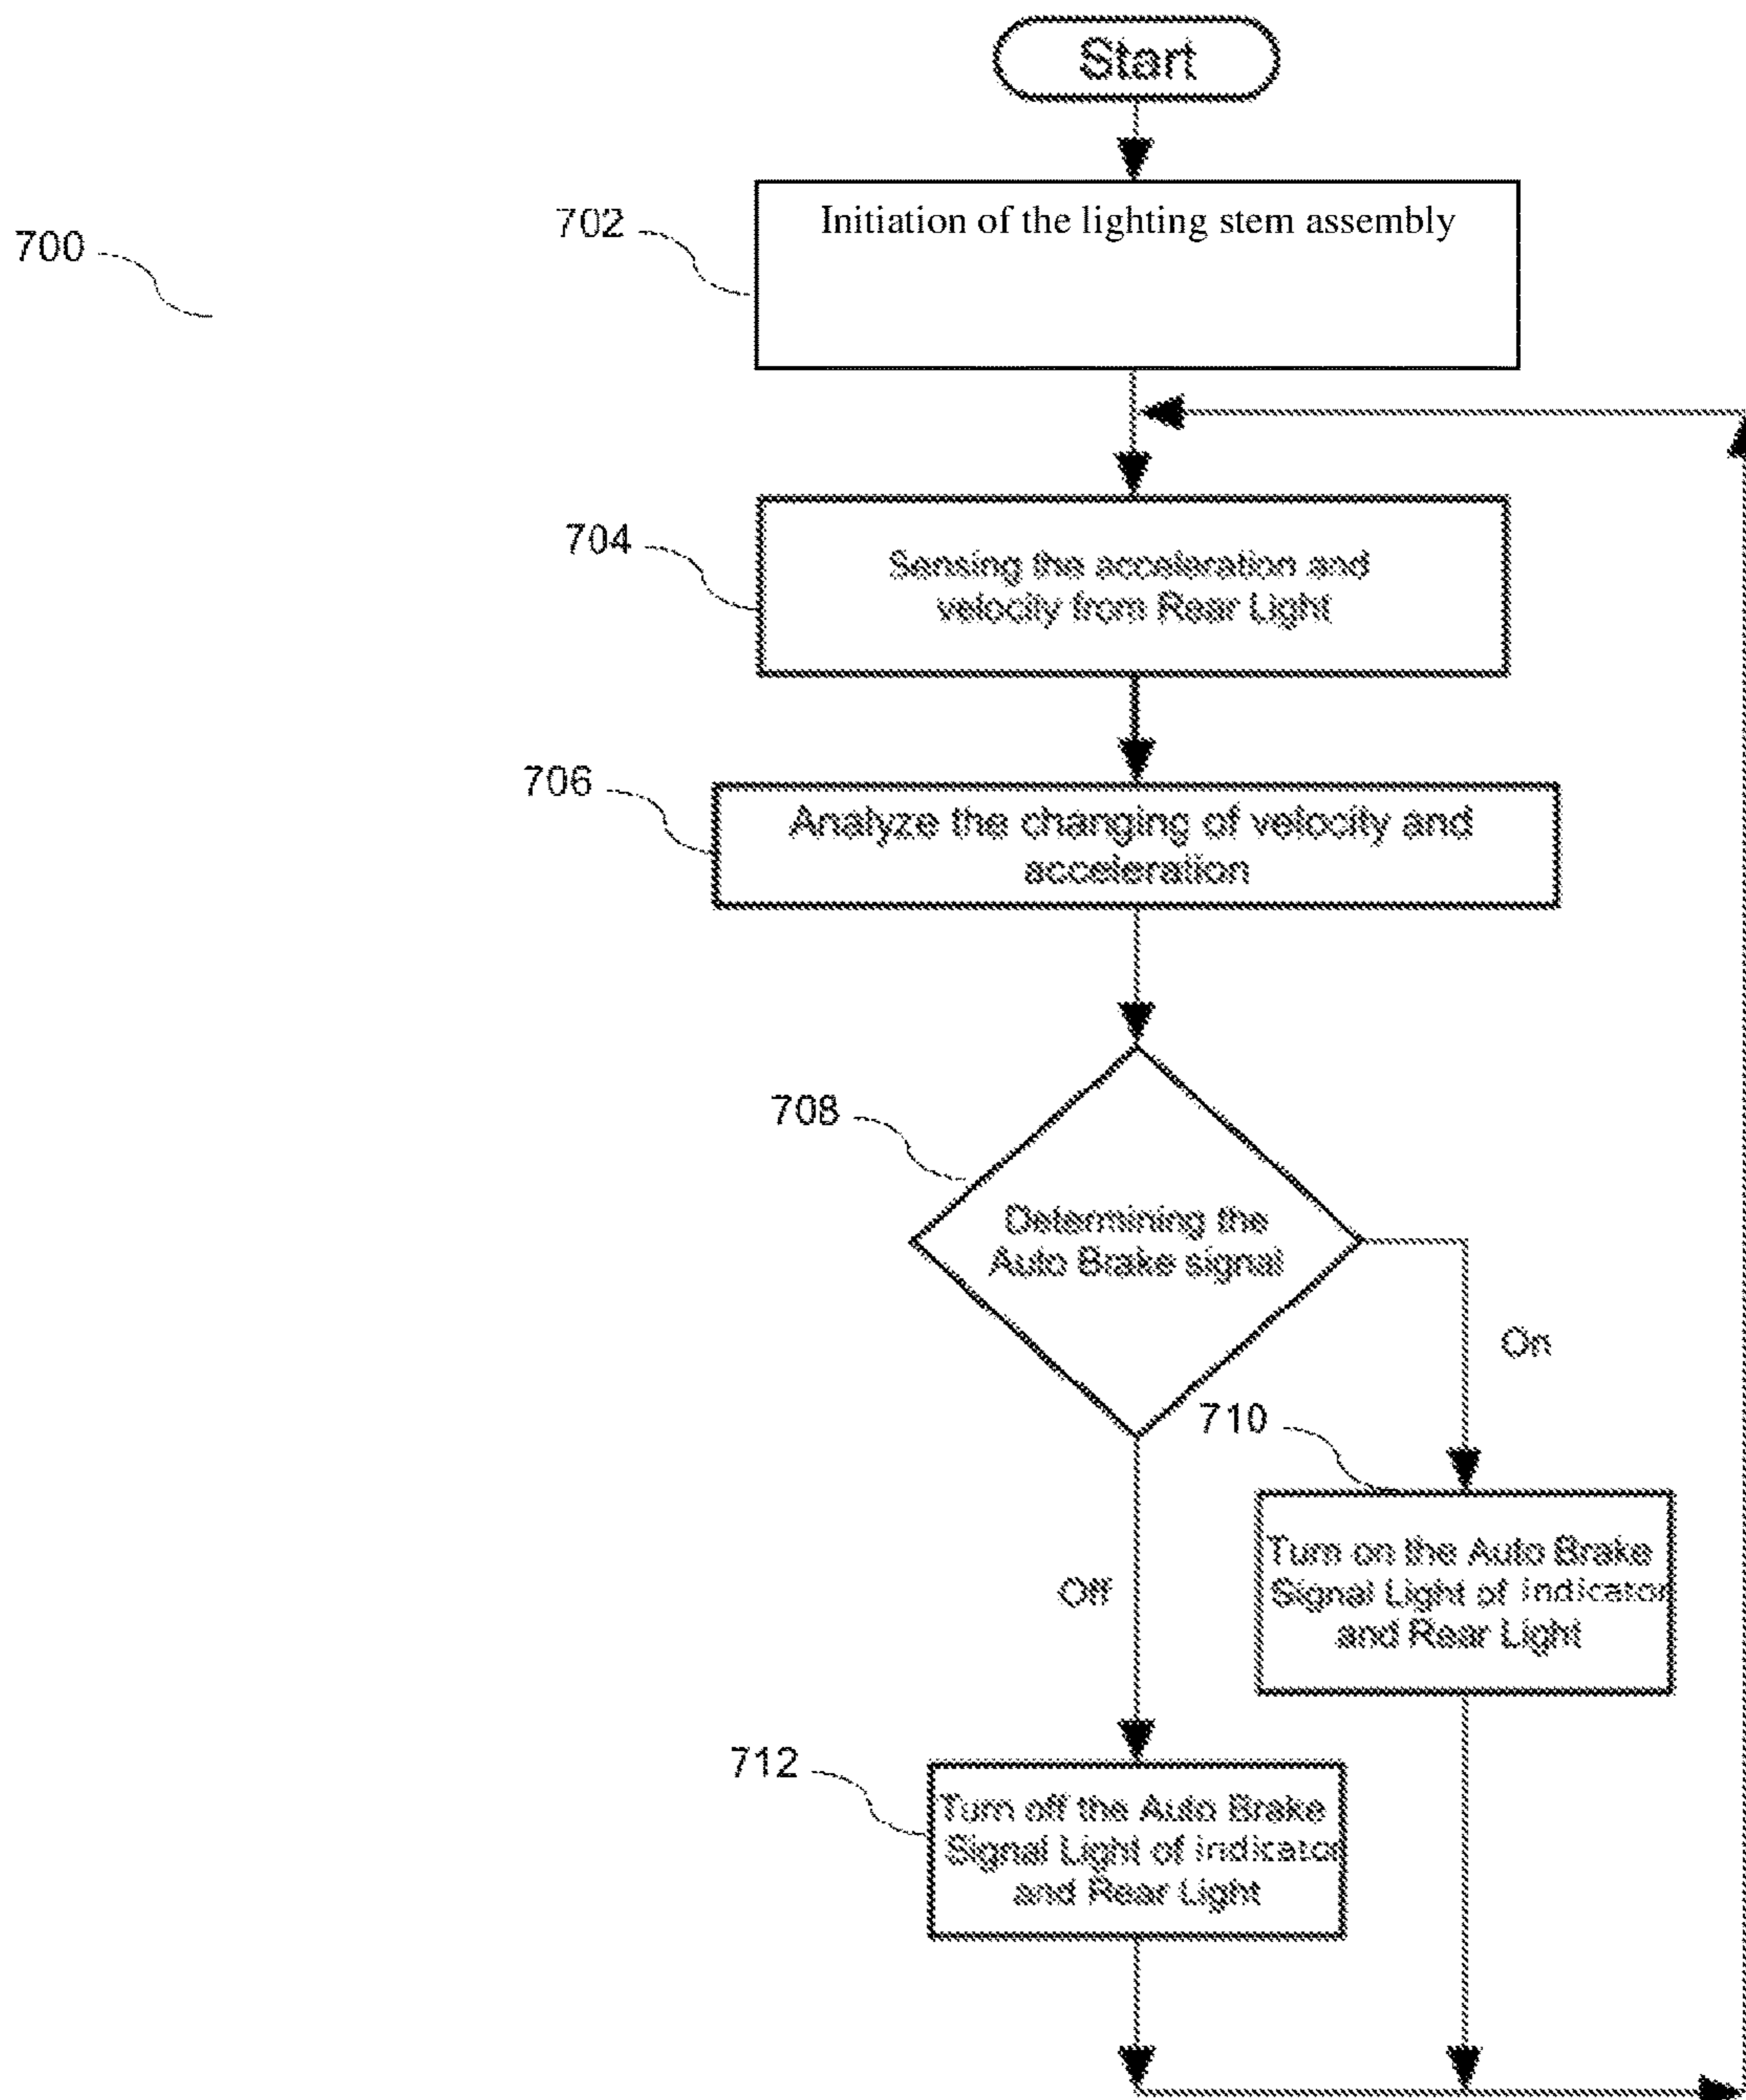 Start
700
702
Initiation of the lighting stem assembly
704
Sensing the acceleration and
velocity from Rear Light
706
Analyze the changing of velocity and
acceleration
708
Determining the
Auto Brake signal
On
710
Turn on the Auto Brake
Signal Light of indicator
and Rear Light
Off
712
Turn off the Auto Brake
Signal Light of indicator
and Rear Light